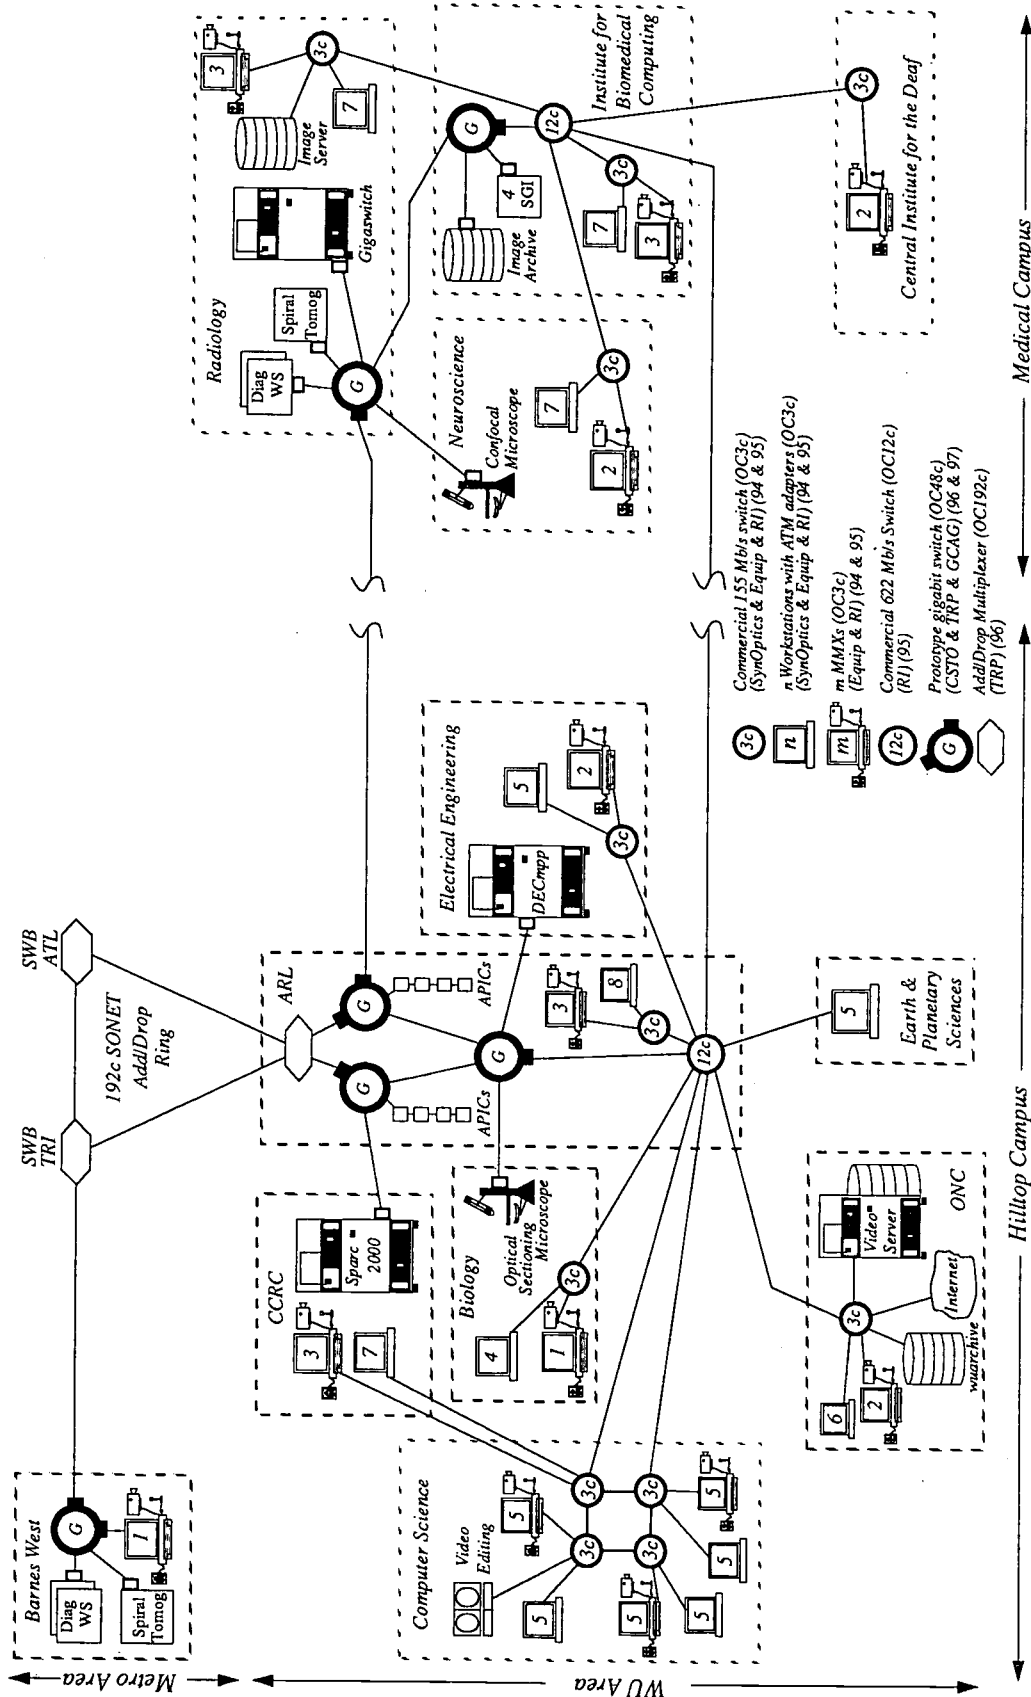 Barnes West
Diag
WS
Spiral
Tomog
G
1
SWB
TRI
SWB
ATL
192c SONET
Add/Drop
Ring
Metro Area
WU Area
CCRC
3
7
Sparc
2000
ARL
G
G
G
APICs
APICs
3
8
3c
12c
Computer Science
Video
Editing
5
5
5
5
5
5
3c
3c
3c
3c
Biology
4
1
3c
Optical
Sectioning
Microscope
Electrical Engineering
DECmpp
5
2
3c
ONC
Video
Server
6
2
3c
wuarchive
Internet
Earth &
Planetary
Sciences
5
Radiology
Diag
WS
Spiral
Tomog
G
Gigaswitch
Image
Server
3
7
3c
Neuroscience
Confocal
Microscope
7
2
3c
Institute for
Biomedical
Computing
G
4
SGI
Image
Archive
12c
3c
7
3
Central Institute for the Deaf
2
3c
3c
Commercial 155 Mb/s switch (OC3c)
(SynOptics & Equip & RI) (94 & 95)
n
n Workstations with ATM adapters (OC3c)
(SynOptics & Equip & RI) (94 & 95)
m
m MMXs (OC3c)
(Equip & RI) (94 & 95)
12c
Commercial 622 Mb/s Switch (OC12c)
(RI) (95)
G
Prototype gigabit switch (OC48c)
(CSTO & TRP & GCAG) (96 & 97)
Add/Drop Multiplexer (OC192c)
(TRP) (96)
Hilltop Campus
Medical Campus